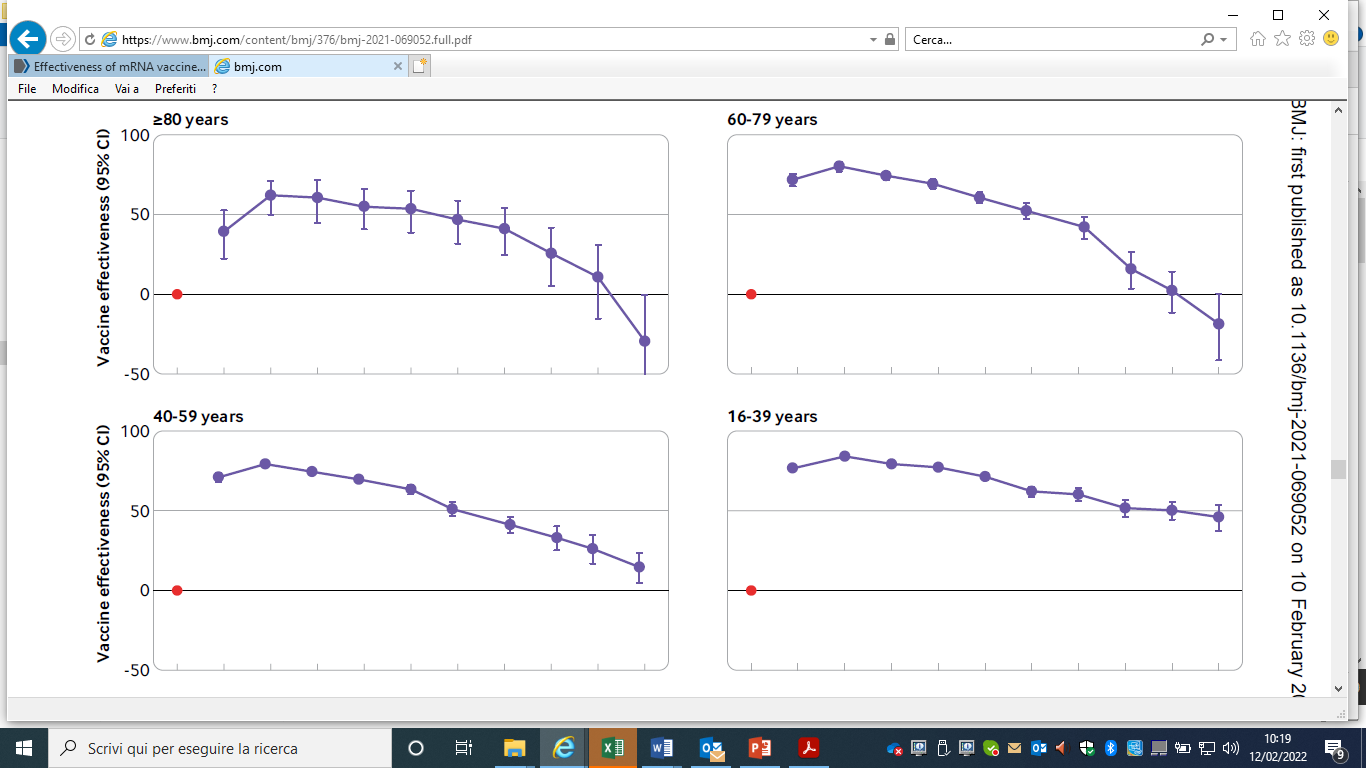 https://www.bmj.com/content/bmj/376/bmj-2021-069052.full.pdf
Cerca...
Effectiveness of mRNA vaccine...
bmj.com
File Modifica Vai a Preferiti ?
≥80 years
60-79 years
Vaccine effectiveness (95% CI)
100
50
0
-50
40-59 years
16-39 years
Vaccine effectiveness (95% CI)
100
50
0
-50
BMJ: first published as 10.1136/bmj-2021-069052 on 10 February 20
Scrivi qui per eseguire la ricerca
10:19
12/02/2022
9